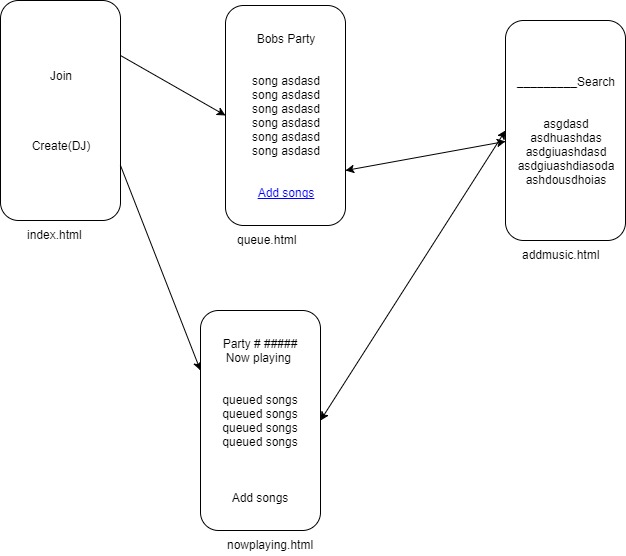 Join
Create(DJ)
index.html
Bobs Party
song asdasd
song asdasd
song asdasd
song asdasd
song asdasd
song asdasd
Add songs
queue.html
_________Search
asgdasd
asdhuashdas
asdgiuashdasd
asdgiuashdiasoda
ashdousdhoias
addmusic.html
Party # #####
Now playing
queued songs
queued songs
queued songs
queued songs
Add songs
nowplaying.html